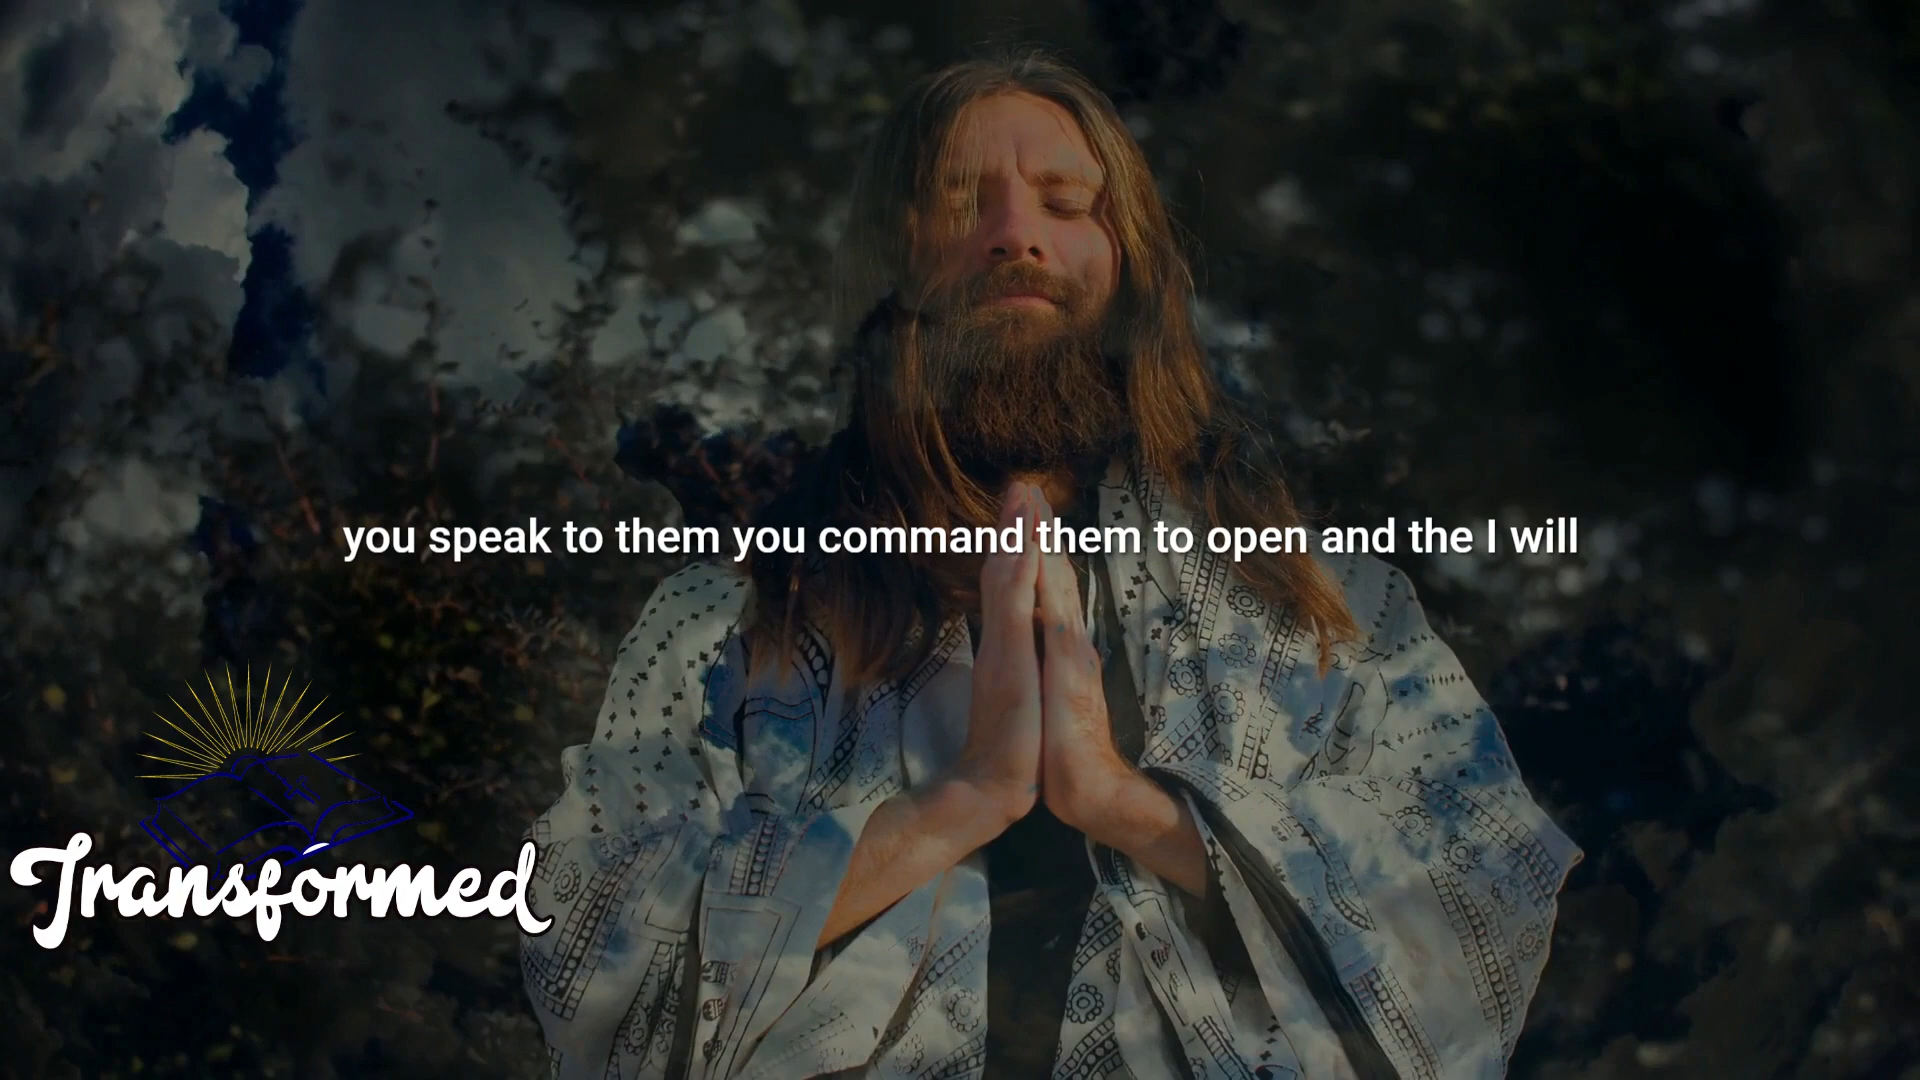 you speak to them you command them to open and the I will
Transformed